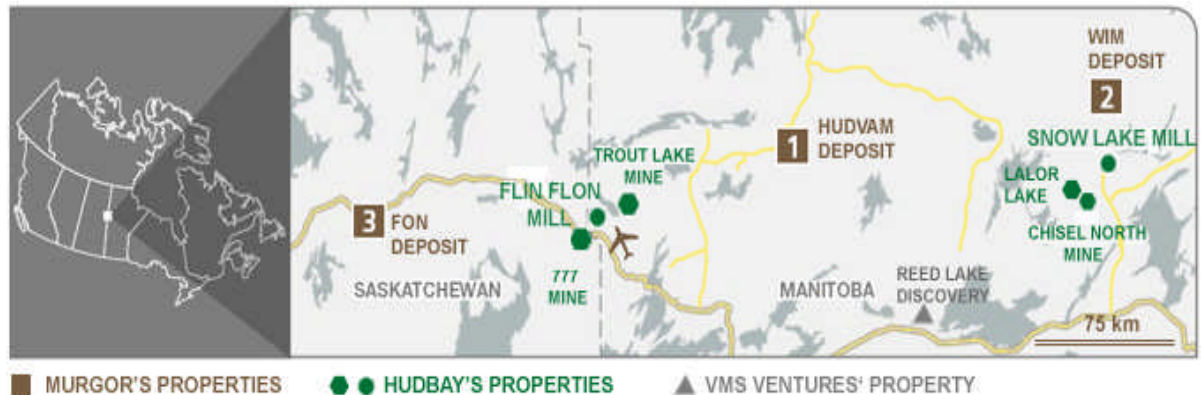 WIM
DEPOSIT
2
SNOW LAKE MILL
1
HUDVAM
DEPOSIT
TROUT LAKE
MINE
LALOR
LAKE
FLIN FLON
MILL
3
FON
DEPOSIT
CHISEL NORTH
MINE
777
MINE
SASKATCHEWAN
MANITOBA
REED LAKE
DISCOVERY
75 km
MURGOR'S PROPERTIES
HUDBAY'S PROPERTIES
VMS VENTURES' PROPERTY